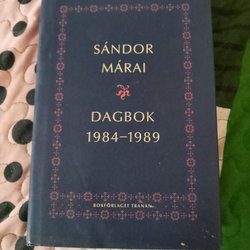 SÁNDOR
MÁRAI
DAGBOK
1984–1989
BOKFÖRLAGET TRANAN